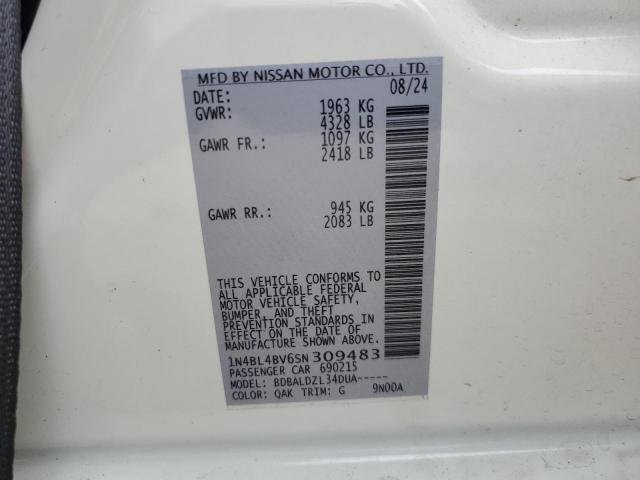 MFD BY NISSAN MOTOR CO., LTD.
DATE: 08/24
GVWR: 1963 KG
4328 LB
GAWR FR.: 1097 KG
2418 LB
GAWR RR.: 945 KG
2083 LB
THIS VEHICLE CONFORMS TO
ALL APPLICABLE FEDERAL
MOTOR VEHICLE SAFETY,
BUMPER, AND THEFT
PREVENTION STANDARDS IN
EFFECT ON THE DATE OF
MANUFACTURE SHOWN ABOVE.
1N4BL4BV6SN309483
PASSENGER CAR 690215
MODEL: BDBALDZL34DUA-----
COLOR: QAK TRIM: G 9N00A